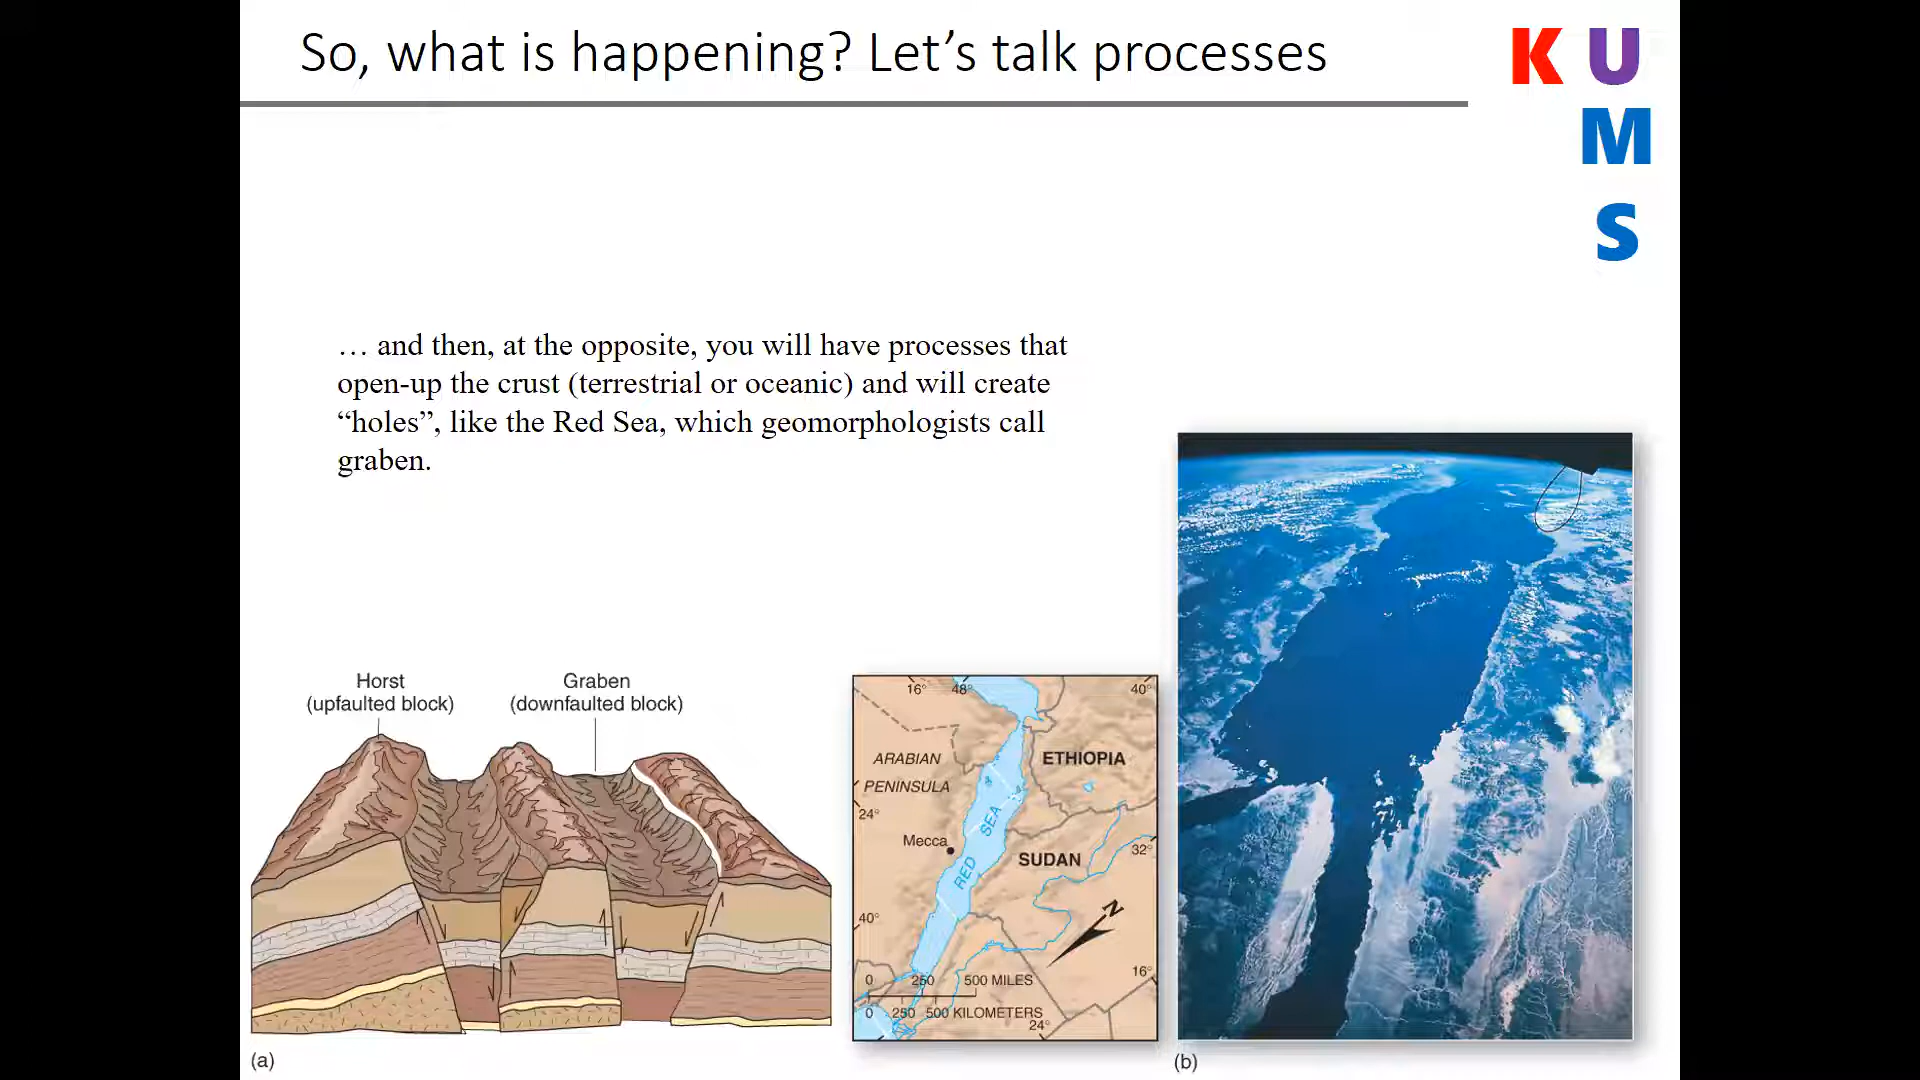 So, what is happening? Let’s talk processes
K U
M
S
… and then, at the opposite, you will have processes that
open-up the crust (terrestrial or oceanic) and will create
“holes”, like the Red Sea, which geomorphologists call
graben.
Horst
(upfaulted block)
Graben
(downfaulted block)
(a)
16° 48° 40°
ARABIAN
PENINSULA
ETHIOPIA
24°
Mecca
RED SEA
SUDAN
32°
40°
N
16°
0 250 500 MILES
0 250 500 KILOMETERS
24°
(b)